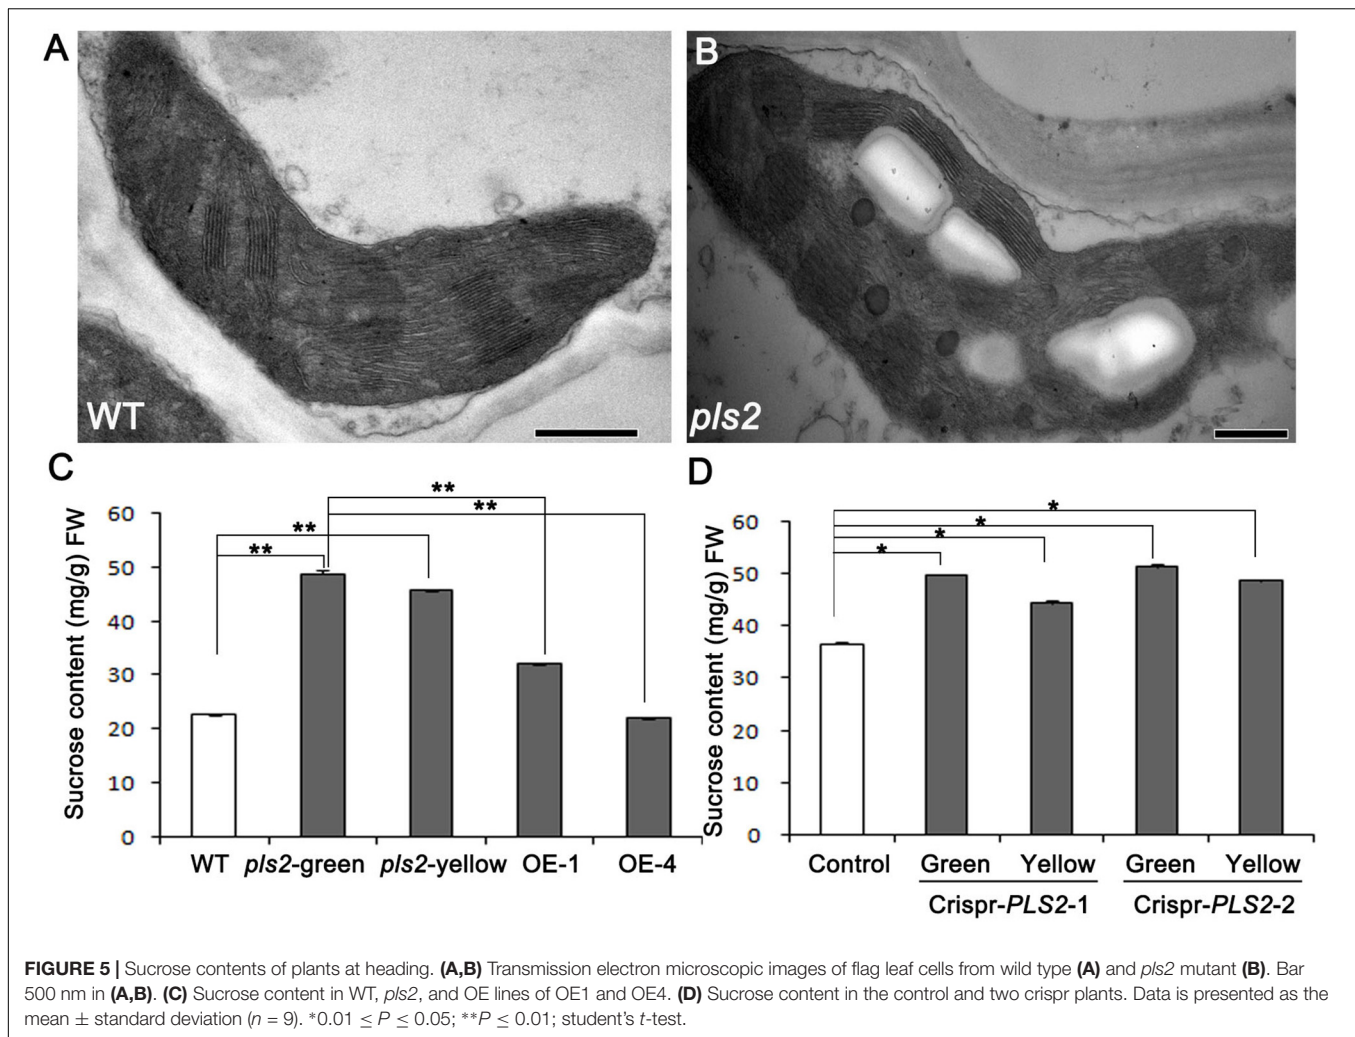 A
B
WT
pls2
C
D
Sucrose content (mg/g) FW
60
50
40
30
20
10
0
**
**
**
**
WT pls2-green pls2-yellow OE-1 OE-4
Sucrose content (mg/g) FW
60
50
40
30
20
10
0
*
*
*
*
Control Green Yellow Green Yellow
Crispr-PLS2-1 Crispr-PLS2-2
FIGURE 5 | Sucrose contents of plants at heading. (A,B) Transmission electron microscopic images of flag leaf cells from wild type (A) and pls2 mutant (B). Bar
500 nm in (A,B). (C) Sucrose content in WT, pls2, and OE lines of OE1 and OE4. (D) Sucrose content in the control and two crispr plants. Data is presented as the
mean ± standard deviation (n = 9). *0.01 ≤ P ≤ 0.05; **P ≤ 0.01; student's t-test.